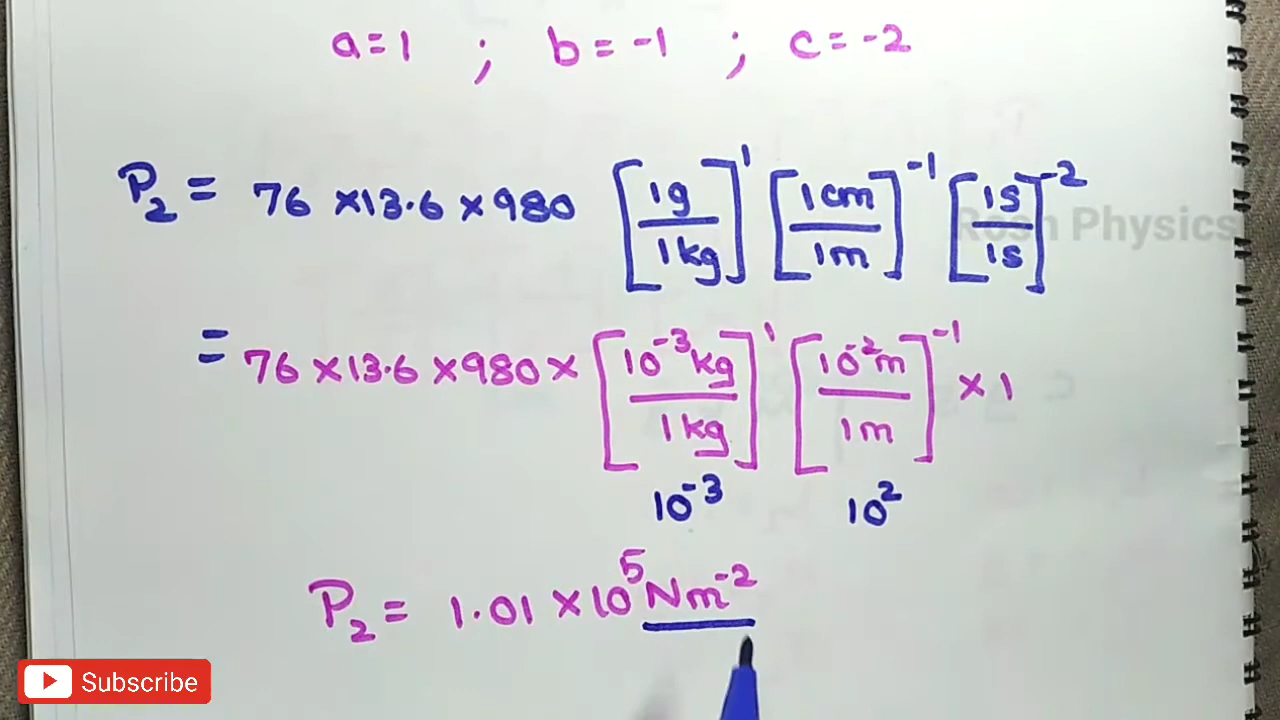 a=1 ; b=-1 ; c=-2
P₂ = 76 ×13.6 ×980 [1g/1kg]¹ [1cm/1m]⁻¹ [1s/1s]⁻²
Rosh Physics
= 76 ×13.6 ×980 × [10⁻³kg/1kg]¹ [10⁻²m/1m]⁻¹ × 1
10⁻³ 10²
P₂ = 1.01 ×10⁵ Nm⁻²
Subscribe